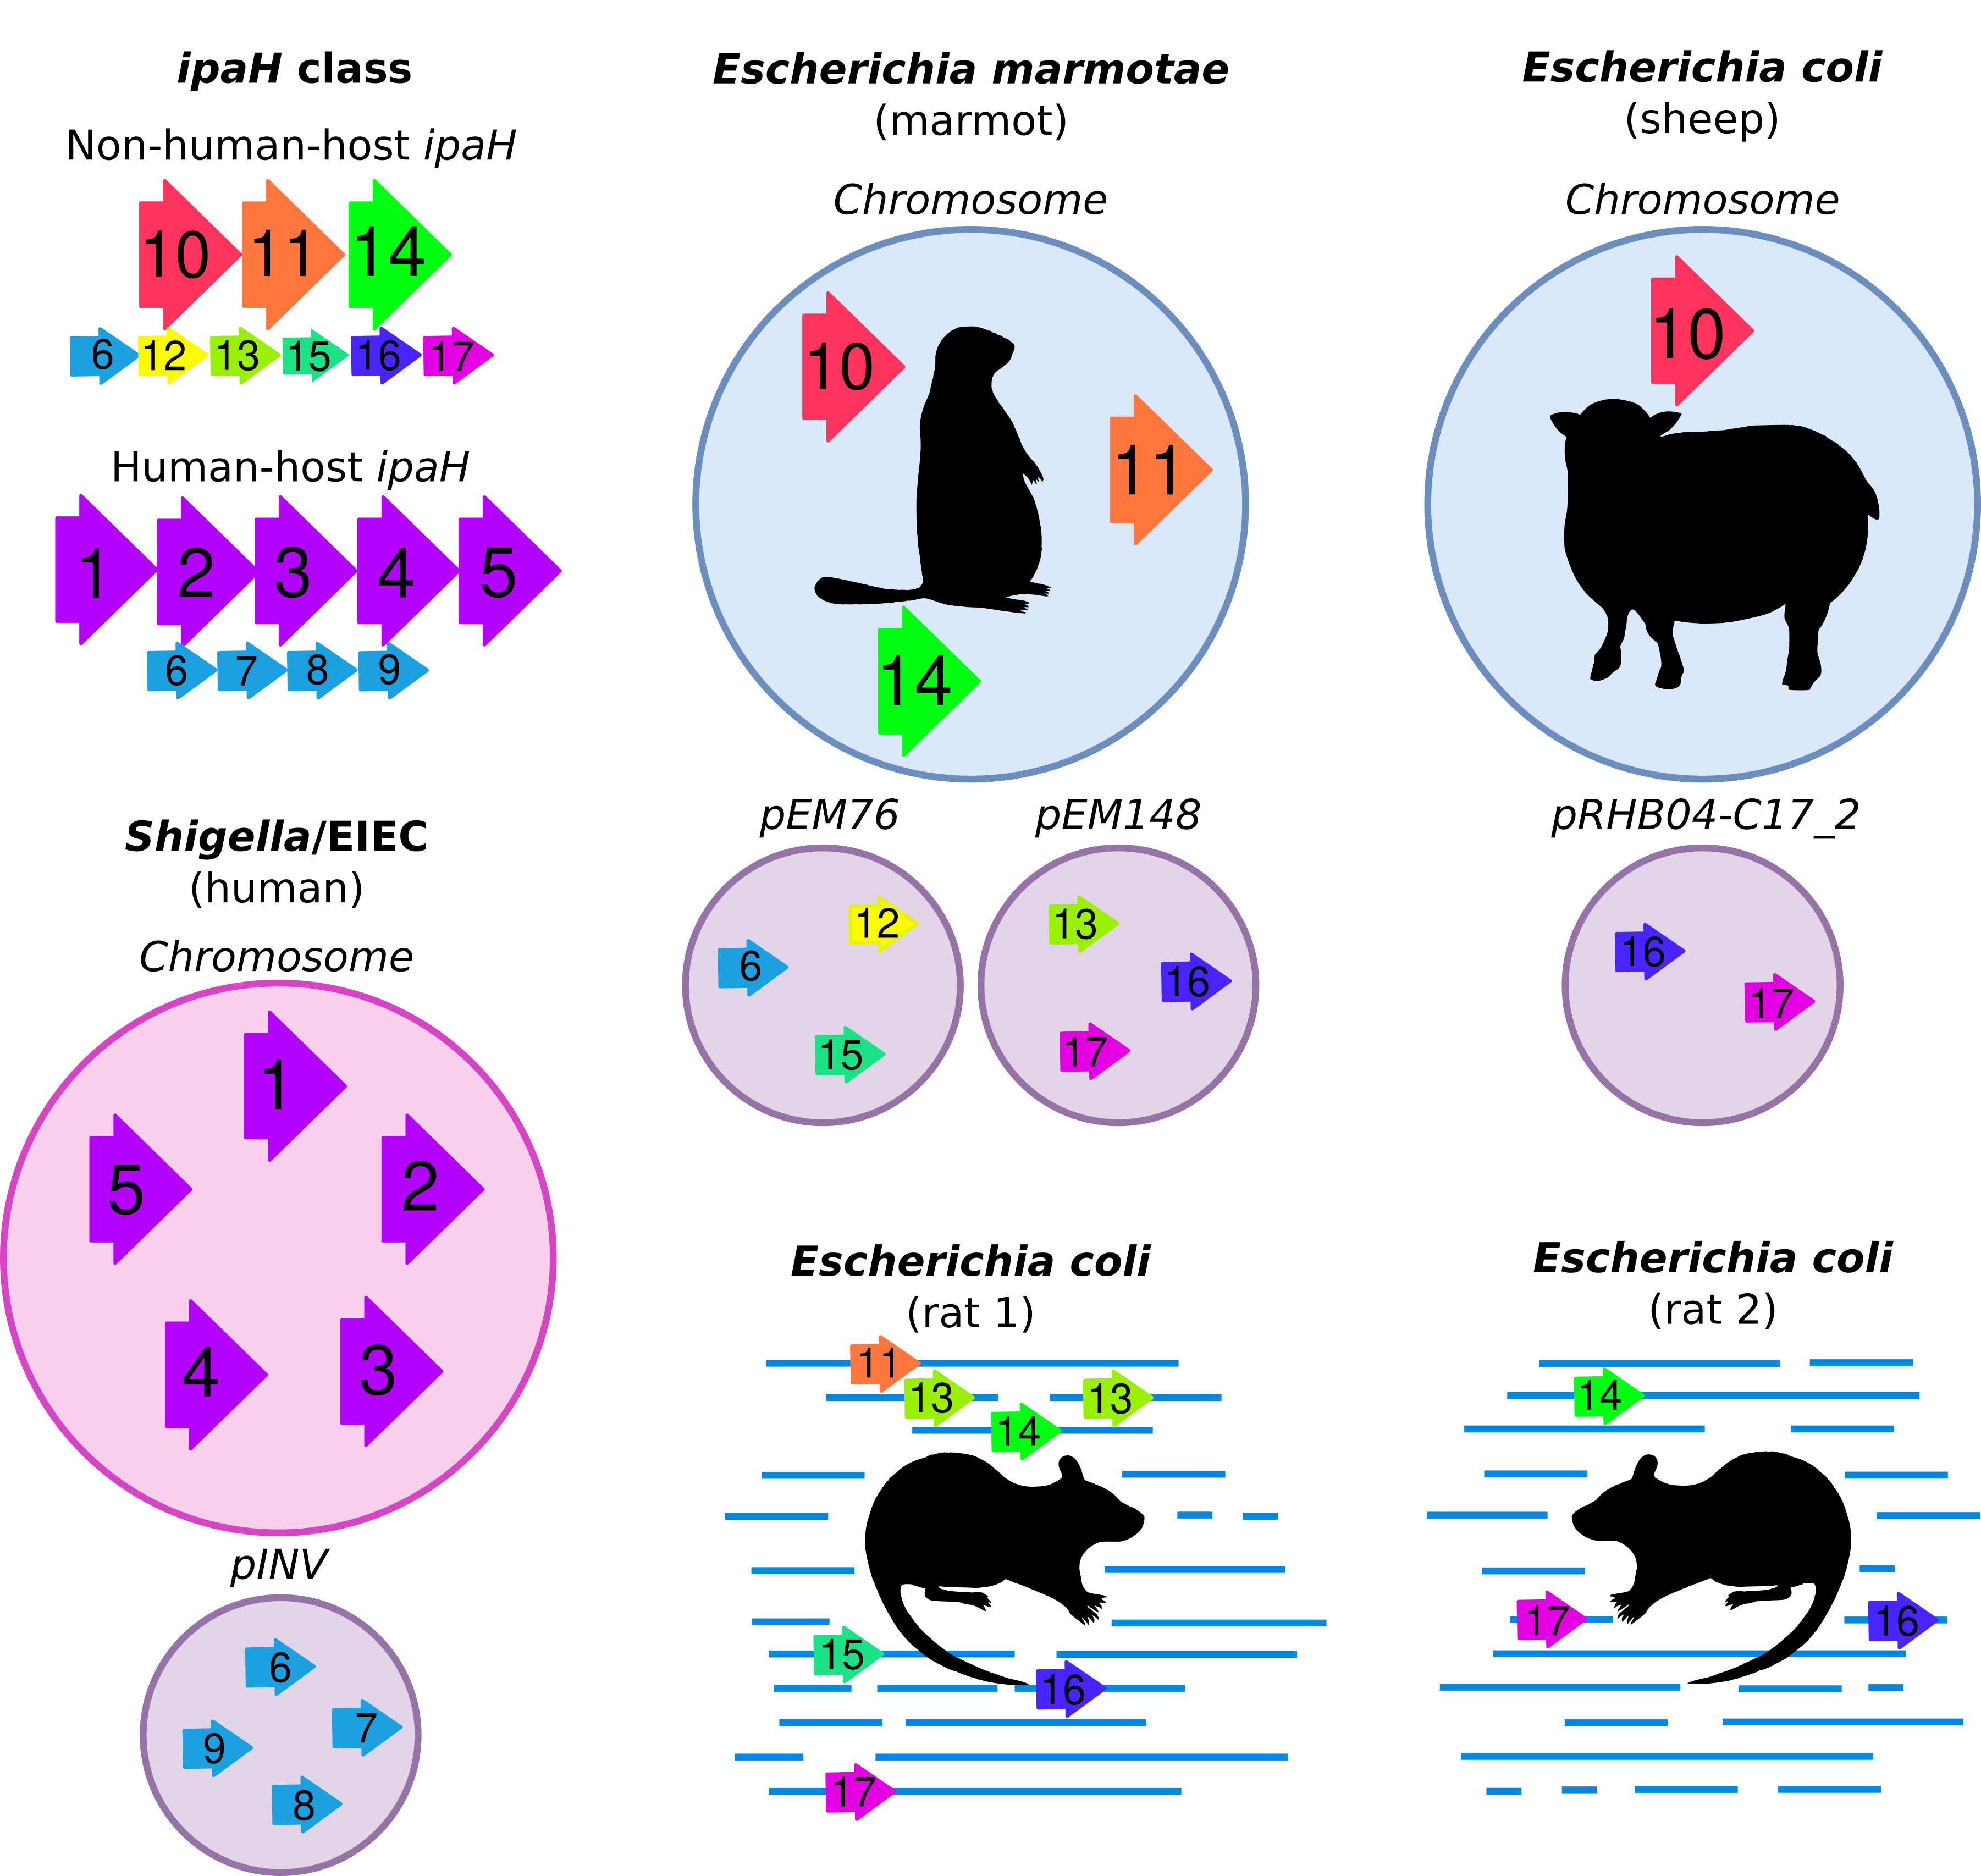 ipaH class
Non-human-host ipaH
10 11 14
6 12 13 15 16 17
Human-host ipaH
1 2 3 4 5
6 7 8 9
Shigella/EIEC
(human)
Chromosome
1
5 2
4 3
pINV
6
7
9
8
Escherichia marmotae
(marmot)
Chromosome
10
11
14
pEM76
12
6
15
pEM148
13
16
17
Escherichia coli
(sheep)
Chromosome
10
pRHB04-C17_2
16
17
Escherichia coli
(rat 1)
11
13 13
14
15
16
17
Escherichia coli
(rat 2)
14
17 16